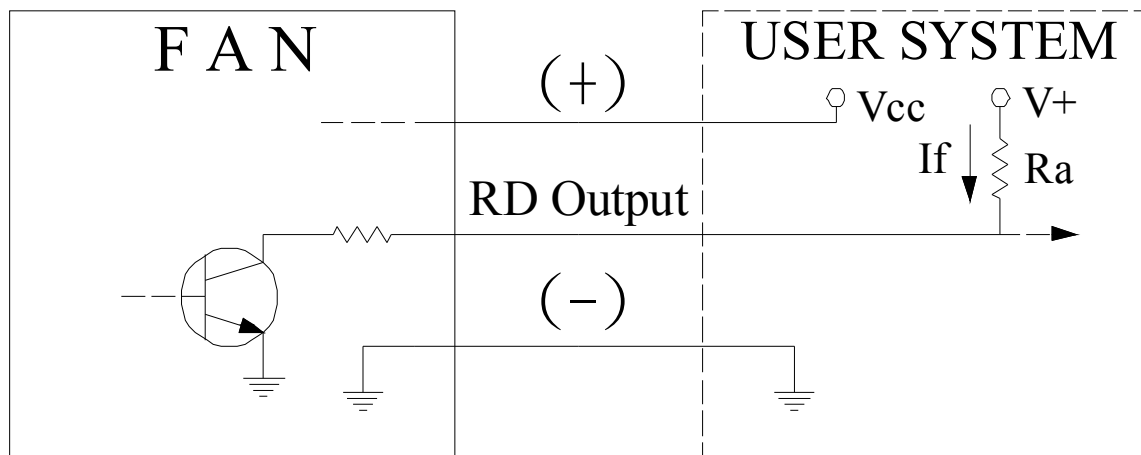 F A N
USER SYSTEM
(+)
Vcc
V+
If
Ra
RD Output
(-)